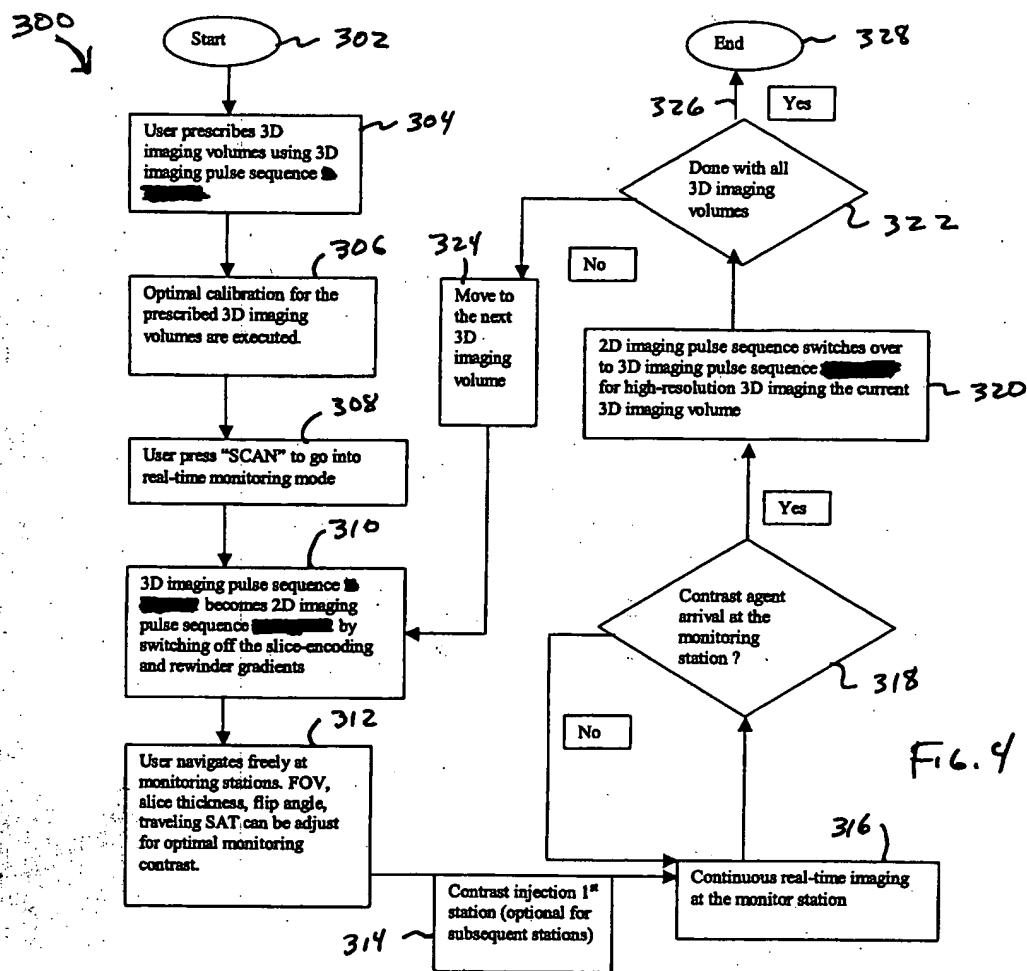 300
Start
302
User prescribes 3D
imaging volumes using 3D
imaging pulse sequence
304
306
Optimal calibration for the
prescribed 3D imaging
volumes are executed.
308
User press “SCAN” to go into
real-time monitoring mode
310
3D imaging pulse sequence
becomes 2D imaging
pulse sequence by
switching off the slice-encoding
and rewinder gradients
312
User navigates freely at
monitoring stations. FOV,
slice thickness, flip angle,
traveling SAT can be adjust
for optimal monitoring
contrast.
Contrast injection 1st
station (optional for
subsequent stations)
314
316
Continuous real-time imaging
at the monitor station
Contrast agent
arrival at the
monitoring
station ?
318
No
Yes
2D imaging pulse sequence switches over
to 3D imaging pulse sequence
for high-resolution 3D imaging the current
3D imaging volume
320
Done with all
3D imaging
volumes
322
No
324
Move to
the next
3D
imaging
volume
326
Yes
End
328
FIG. 4